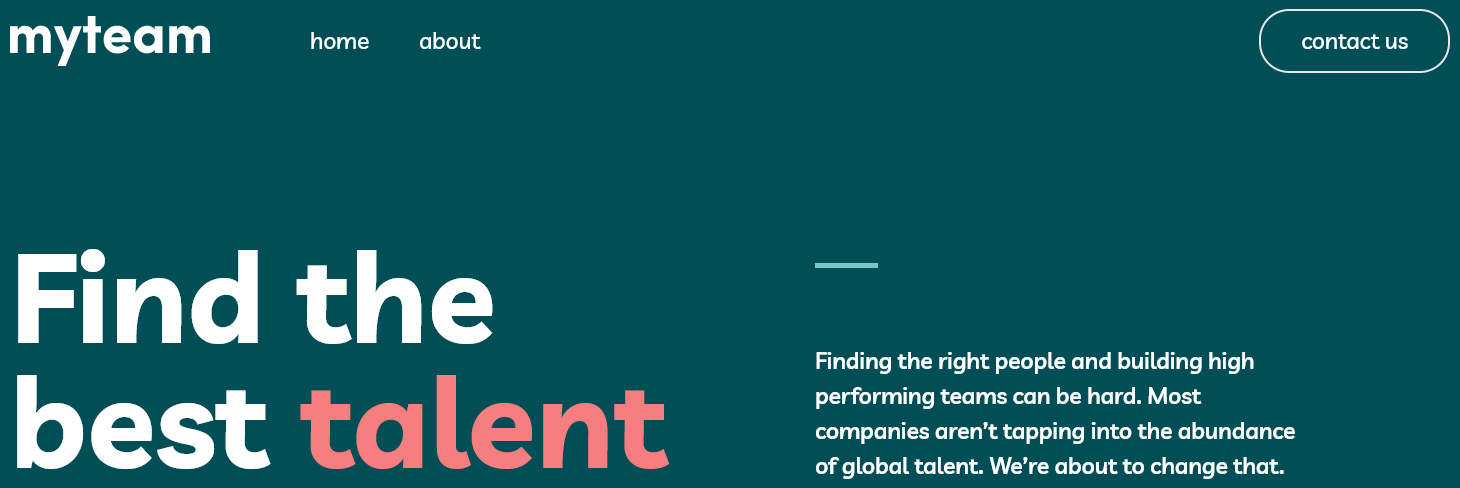 myteam
home
about
contact us
Find the
best talent
Finding the right people and building high
performing teams can be hard. Most
companies aren’t tapping into the abundance
of global talent. We’re about to change that.